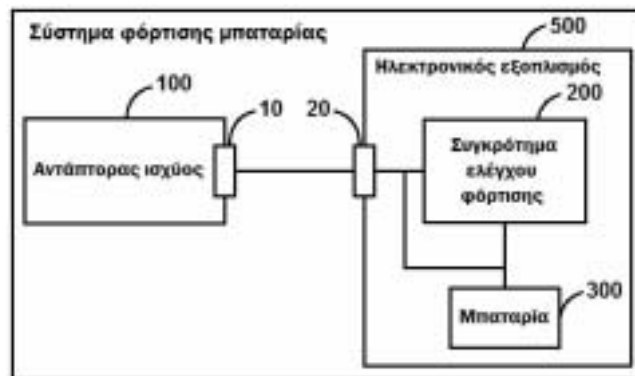 Σύστημα φόρτισης μπαταρίας
500
Ηλεκτρονικός εξοπλισμός
100
10
20
200
Αντάπτορας ισχύος
Συγκρότημα
ελέγχου
φόρτισης
300
Μπαταρία